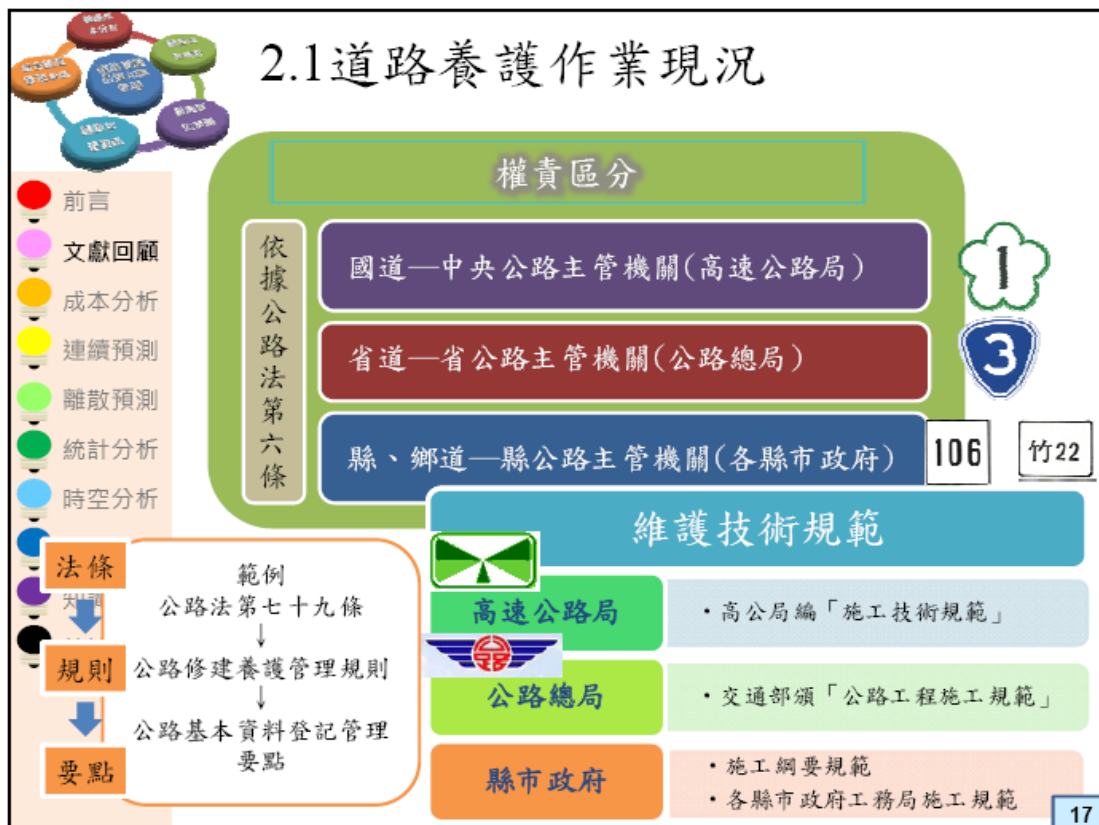 2.1道路養護作業現況
權責區分
依據公路法第六條
國道—中央公路主管機關(高速公路局)
1
省道—省公路主管機關(公路總局)
3
縣、鄉道—縣公路主管機關(各縣市政府)
106
竹22
前言
文獻回顧
成本分析
連續預測
離散預測
統計分析
時空分析
法條
規則
要點
範例
公路法第七十九條
↓
公路修建養護管理規則
↓
公路基本資料登記管理
要點
維護技術規範
高速公路局
・高公局編「施工技術規範」
公路總局
・交通部頒「公路工程施工規範」
縣市政府
・施工綱要規範
・各縣市政府工務局施工規範
17